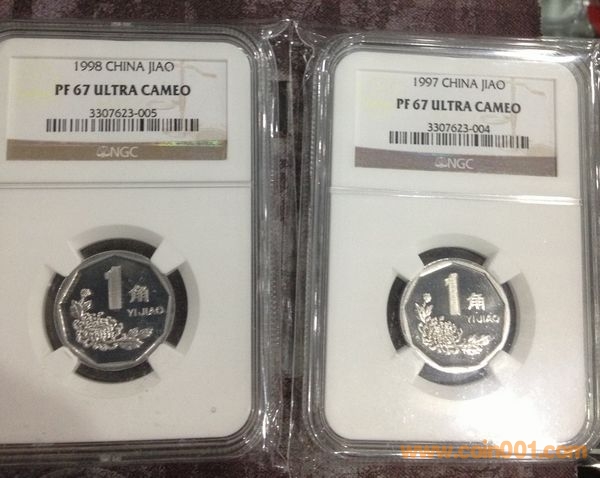 1998 CHINA JIAO
PF 67 ULTRA CAMEO
3307623-005
NGC
1角
YI JIAO
1997 CHINA JIAO
PF 67 ULTRA CAMEO
3307623-004
NGC
1角
YI JIAO
www.coin001.com